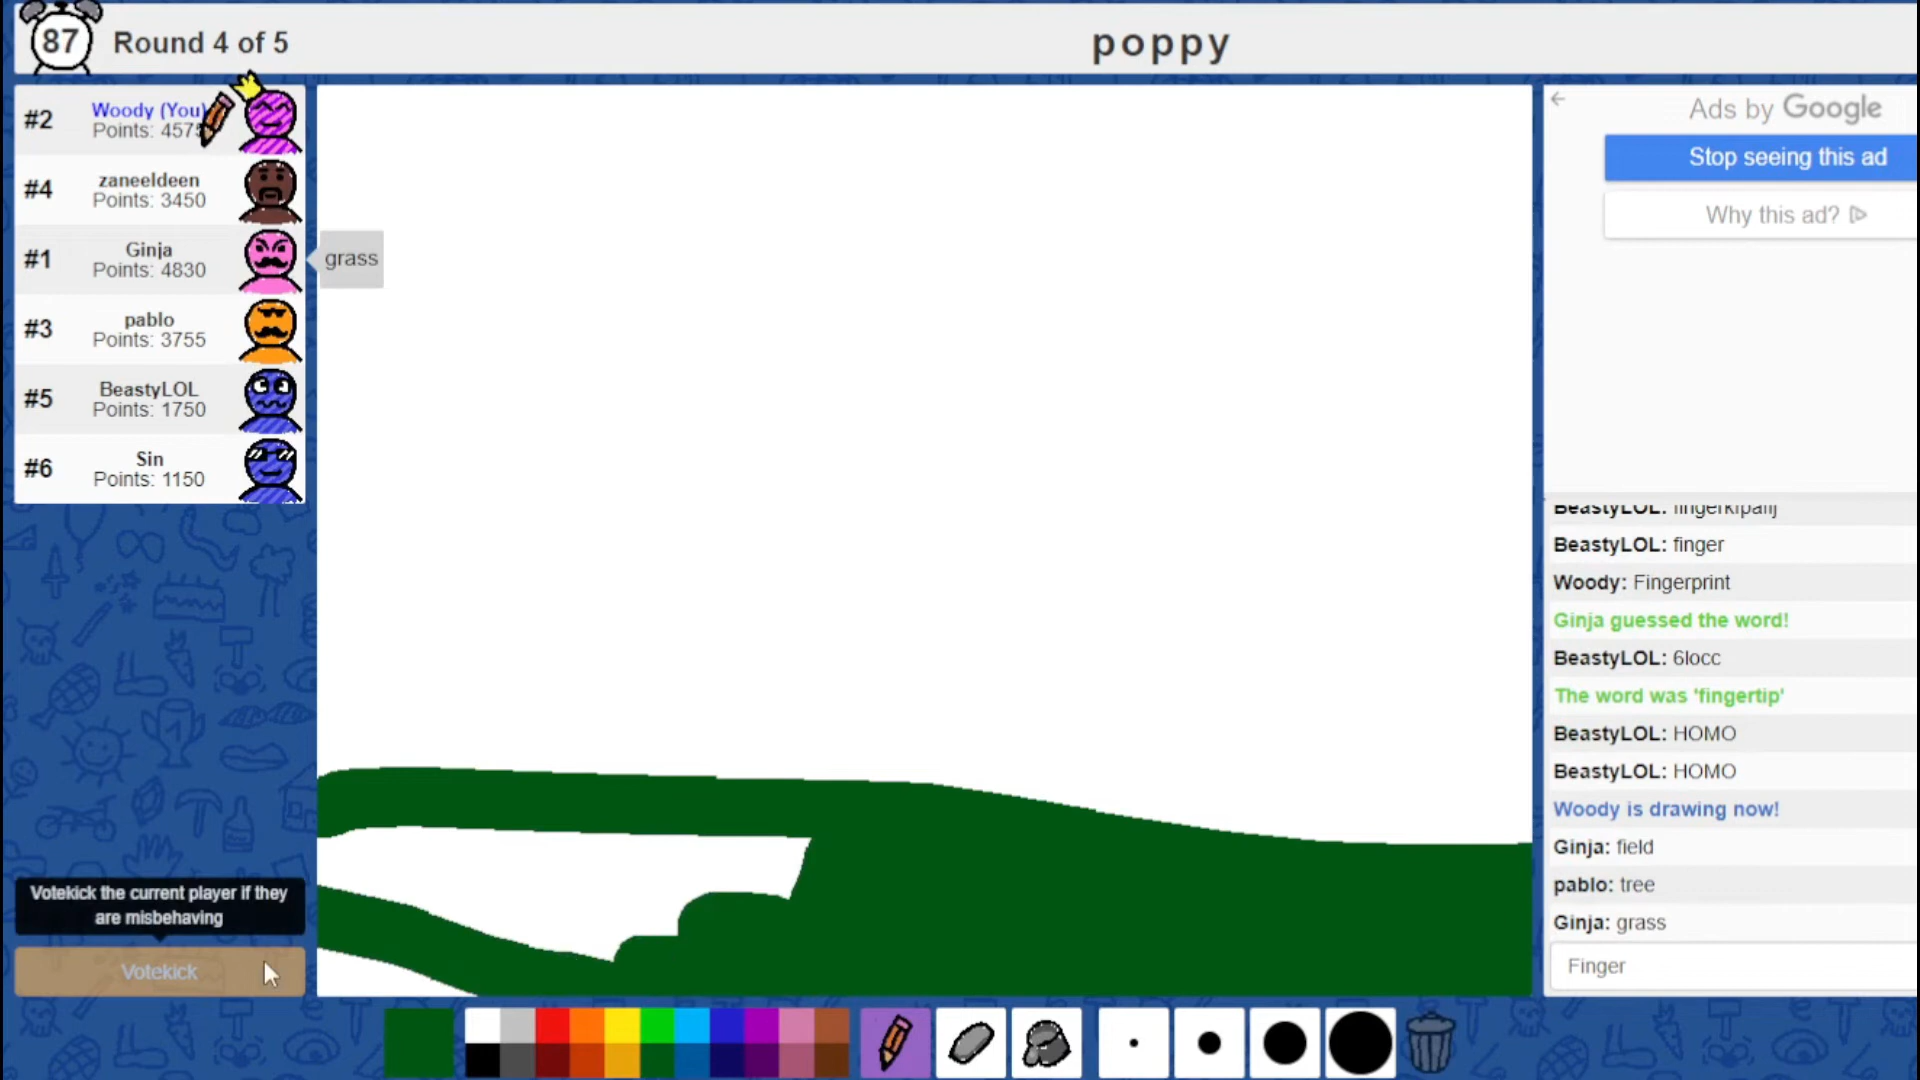 87
Round 4 of 5
poppy
#2
Woody (You)
Points: 4575
#4
zaneeldeen
Points: 3450
#1
Ginja
Points: 4830
grass
#3
pablo
Points: 3755
#5
BeastyLOL
Points: 1750
#6
Sin
Points: 1150
Votekick the current player if they
are misbehaving
Votekick
Ads by Google
Stop seeing this ad
Why this ad?
BeastyLOL:
BeastyLOL: finger
Woody: Fingerprint
Ginja guessed the word!
BeastyLOL: 6locc
The word was 'fingertip'
BeastyLOL: HOMO
BeastyLOL: HOMO
Woody is drawing now!
Ginja: field
pablo: tree
Ginja: grass
Finger